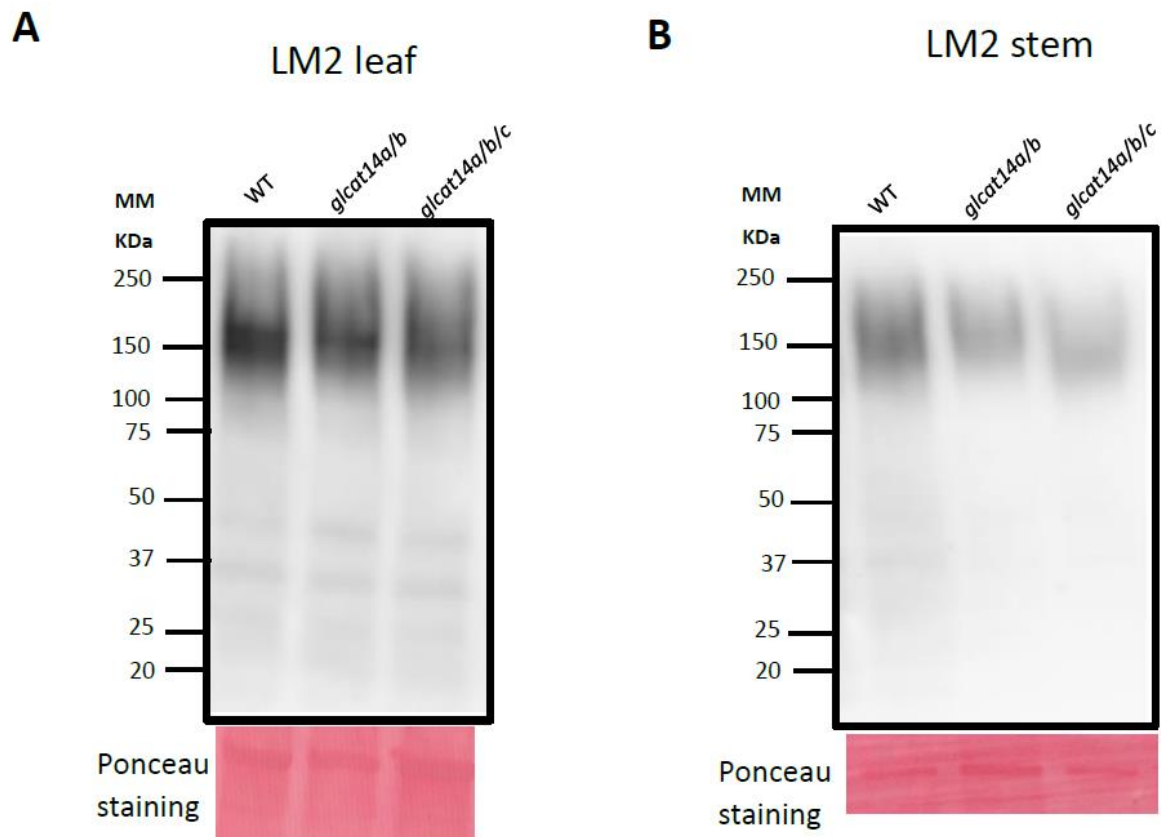 A
LM2 leaf
WT
glcat14a/b
glcat14a/b/c
MM
KDa
250
150
100
75
50
37
25
20
Ponceau
staining
B
LM2 stem
WT
glcat14a/b
glcat14a/b/c
MM
KDa
250
150
100
75
50
37
25
20
Ponceau
staining